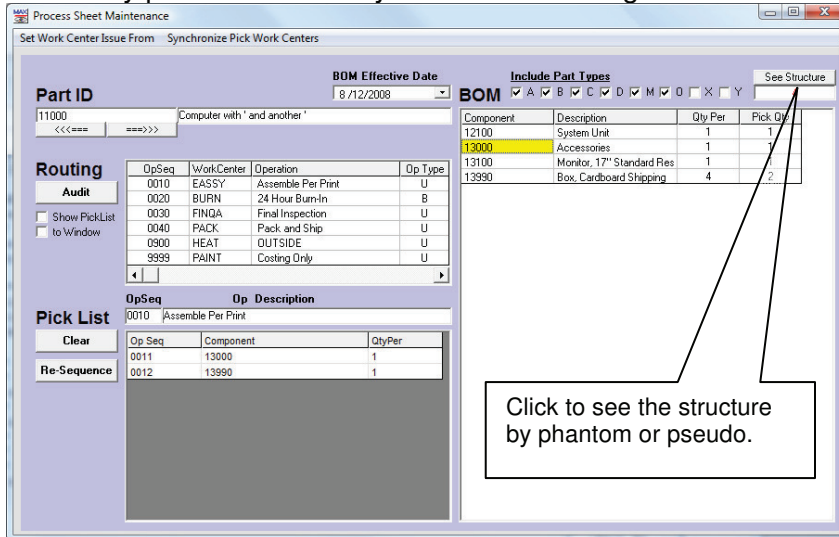 Process Sheet Maintenance
Set Work Center Issue From Synchronize Pick Work Centers
BOM Effective Date
Include Part Types
See Structure
Part ID
8 /12/2008
BOM A B C D M O X Y
11000 Computer with ' and another '
<<<=== ===>>>
Component Description Qty Per Pick Qty
12100 System Unit 1 1
13000 Accessories 1
13100 Monitor, 17" Standard Res 1
13990 Box, Cardboard Shipping 4 2
Routing
Audit
Show PickList
to Window
OpSeq WorkCenter Operation Op Type
0010 EASSY Assemble Per Print U
0020 BURN 24 Hour Burn-In B
0030 FINQA Final Inspection U
0040 PACK Pack and Ship U
0900 HEAT OUTSIDE U
9999 PAINT Costing Only U
OpSeq Op Description
Pick List 0010 Assemble Per Print
Clear
Re-Sequence
Op Seq Component QtyPer
0011 13000 1
0012 13990 1
Click to see the structure
by phantom or pseudo.